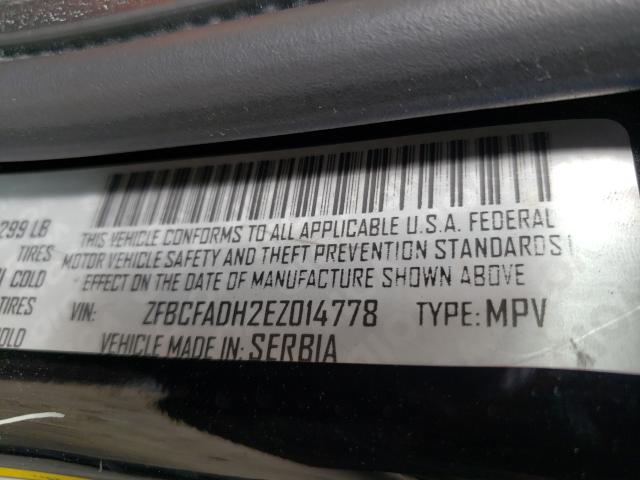 299 LB
THIS VEHICLE CONFORMS TO ALL APPLICABLE U.S.A. FEDERAL
TIRES MOTOR VEHICLE SAFETY AND THEFT PREVENTION STANDARDS
COLD EFFECT ON THE DATE OF MANUFACTURE SHOWN ABOVE
TIRES VIN: ZFBCFADH2EZ014778 TYPE: MPV
OLD VEHICLE MADE IN: SERBIA